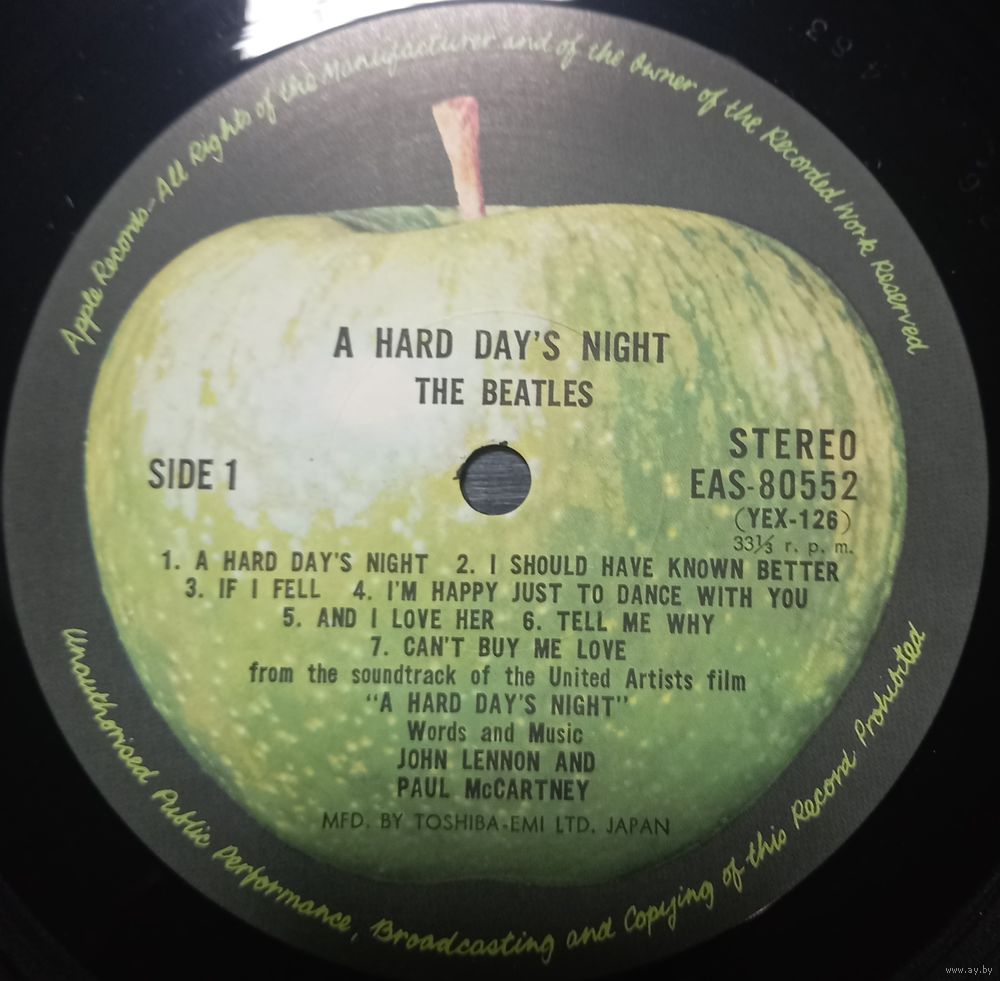 Apple Records-All Rights of the Manufacturer and of the Owner of the Recorded Work Reserved
A HARD DAY'S NIGHT
THE BEATLES
SIDE 1
STEREO
EAS-80552
(YEX-126)
33⅓ r. p. m.
1. A HARD DAY'S NIGHT 2. I SHOULD HAVE KNOWN BETTER
3. IF I FELL 4. I'M HAPPY JUST TO DANCE WITH YOU
5. AND I LOVE HER 6. TELL ME WHY
7. CAN'T BUY ME LOVE
from the soundtrack of the United Artists film
"A HARD DAY'S NIGHT"
Words and Music
JOHN LENNON AND
PAUL McCARTNEY
MFD. BY TOSHIBA-EMI LTD. JAPAN
Unauthorised Public Performance, Broadcasting and Copying of this Record Prohibited
www.ay.by